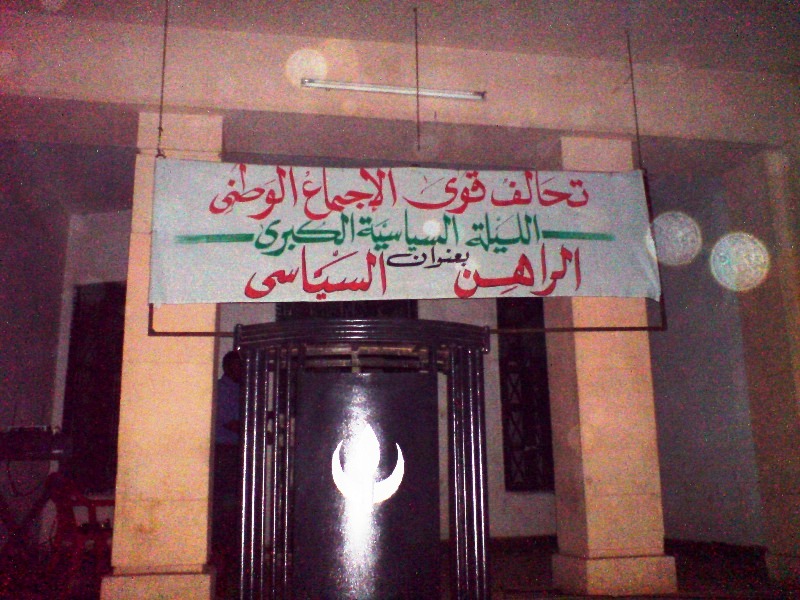 تحالف قوى الإجماع الوطنى
الليلة السياسية الكبرى
بعنوان
الراهن السياسى